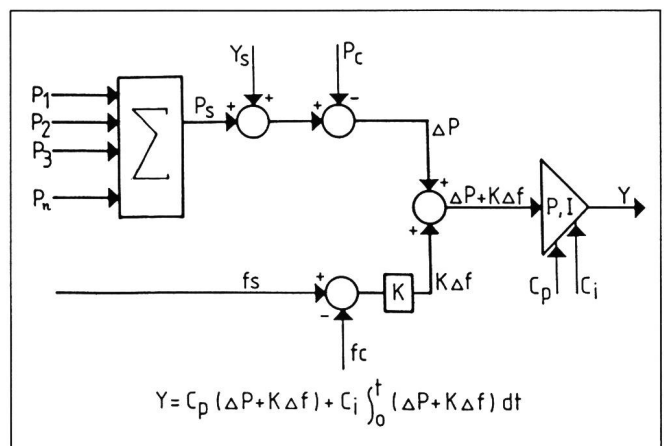 Ys
Pc
P1
P2
P3
Pn
∑
Ps
+
+
+
-
ΔP
+
+
ΔP+KΔf
P, I
Y
fs
+
-
K
KΔf
Cp
Ci
fc
Y = Cp (ΔP+KΔf) + Ci ∫₀ᵗ (ΔP+KΔf) dt